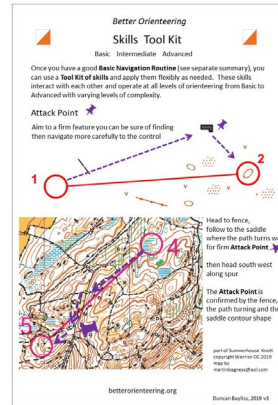 Better Orienteering
Skills Tool Kit
Basic Intermediate Advanced
Once you have a good Basic Navigation Routine (see separate summary), you
can use a Tool Kit of skills and apply them flexibly as needed. These skills
interact with each other and operate at all levels of orienteering from Basic to
Advanced with varying levels of complexity.
Attack Point
Aim to a firm feature you can be sure of finding
then navigate more carefully to the control
1
2
Head to fence,
follow to the saddle
where the path turns w
for firm Attack Point
4
then head south west
along spur
The Attack Point is
confirmed by the fence,
the path turning and the
saddle contour shape
5
part of Summerhouse Knott
copyright Warrior OC 2019
map by
martinbagness@aol.com
betterorienteering.org
Duncan Bayliss, 2019 v3